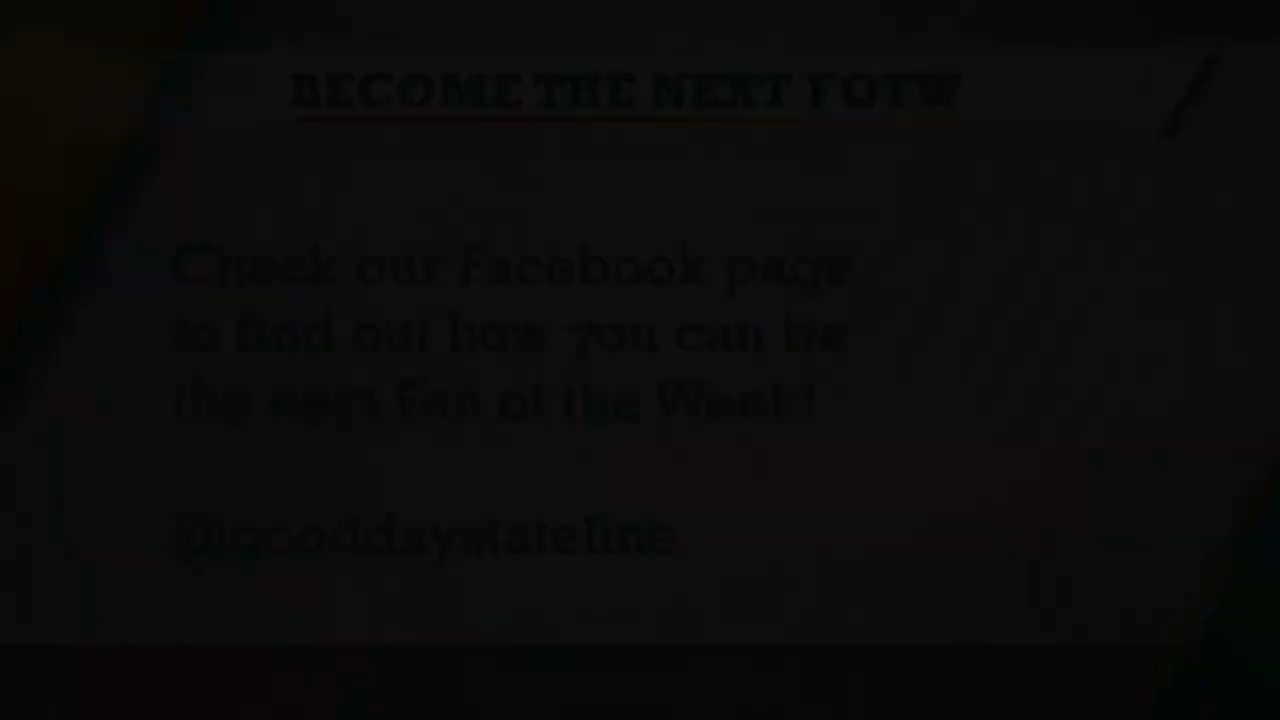 BECOME THE NEXT FOTW
Check our Facebook page
to find out how you can be
the next Fan of the Week!
@gooddaystateline